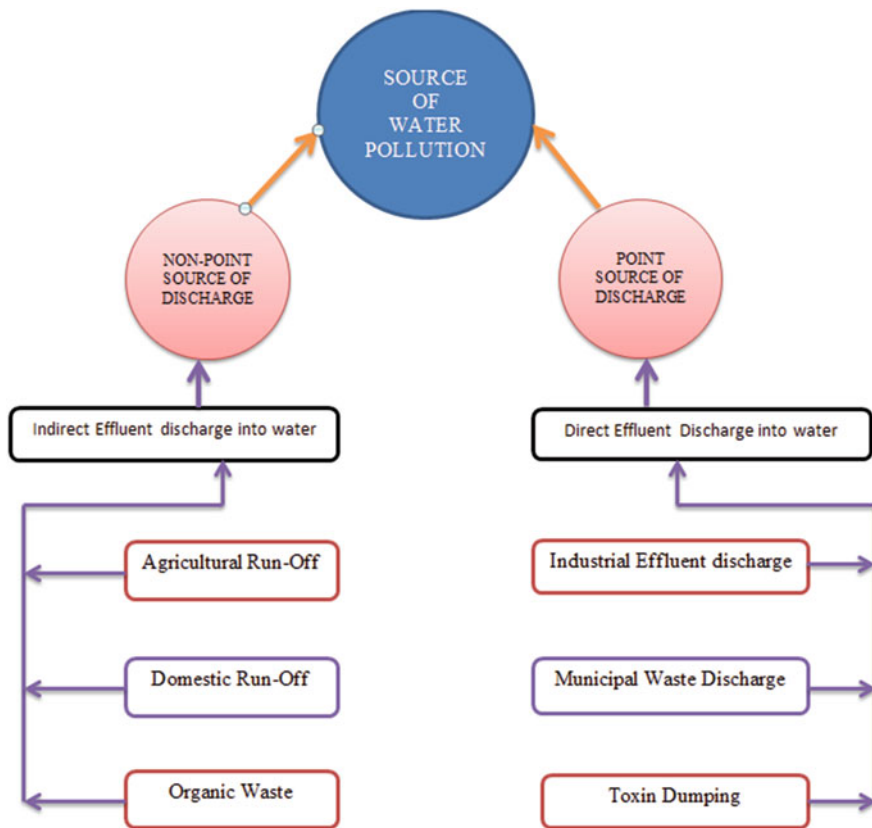 SOURCE
OF
WATER
POLLUTION
NON-POINT
SOURCE OF
DISCHARGE
POINT
SOURCE OF
DISCHARGE
Indirect Effluent discharge into water
Direct Effluent Discharge into water
Agricultural Run-Off
Industrial Effluent discharge
Domestic Run-Off
Municipal Waste Discharge
Organic Waste
Toxin Dumping